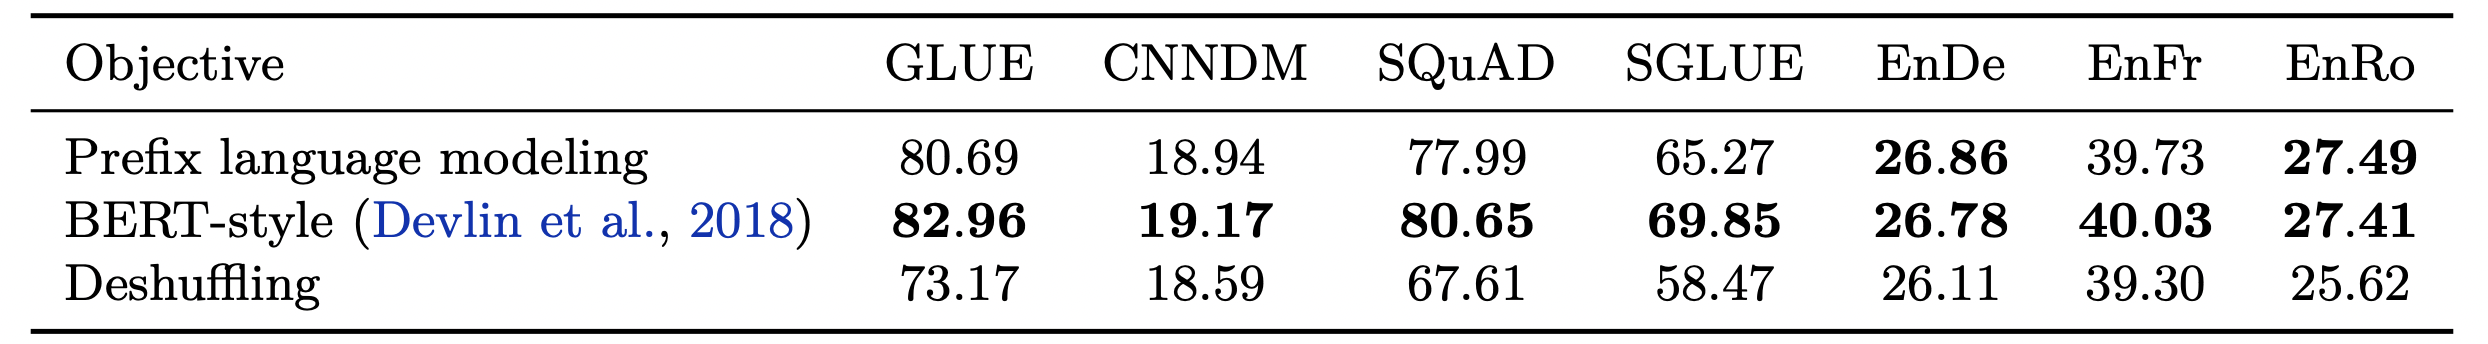 Objective GLUE CNNDM SQuAD SGLUE EnDe EnFr EnRo
Prefix language modeling 80.69 18.94 77.99 65.27 26.86 39.73 27.49
BERT-style (Devlin et al., 2018) 82.96 19.17 80.65 69.85 26.78 40.03 27.41
Deshuffling 73.17 18.59 67.61 58.47 26.11 39.30 25.62